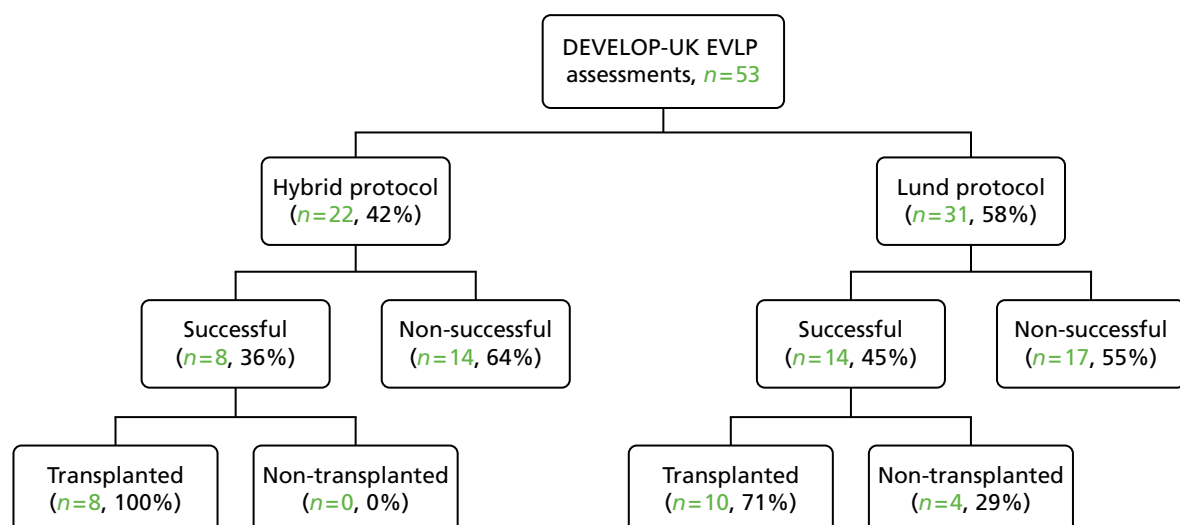 DEVELOP-UK EVLP
assessments, n=53
Hybrid protocol
(n=22, 42%)
Lund protocol
(n=31, 58%)
Successful
(n=8, 36%)
Non-successful
(n=14, 64%)
Successful
(n=14, 45%)
Non-successful
(n=17, 55%)
Transplanted
(n=8, 100%)
Non-transplanted
(n=0, 0%)
Transplanted
(n=10, 71%)
Non-transplanted
(n=4, 29%)